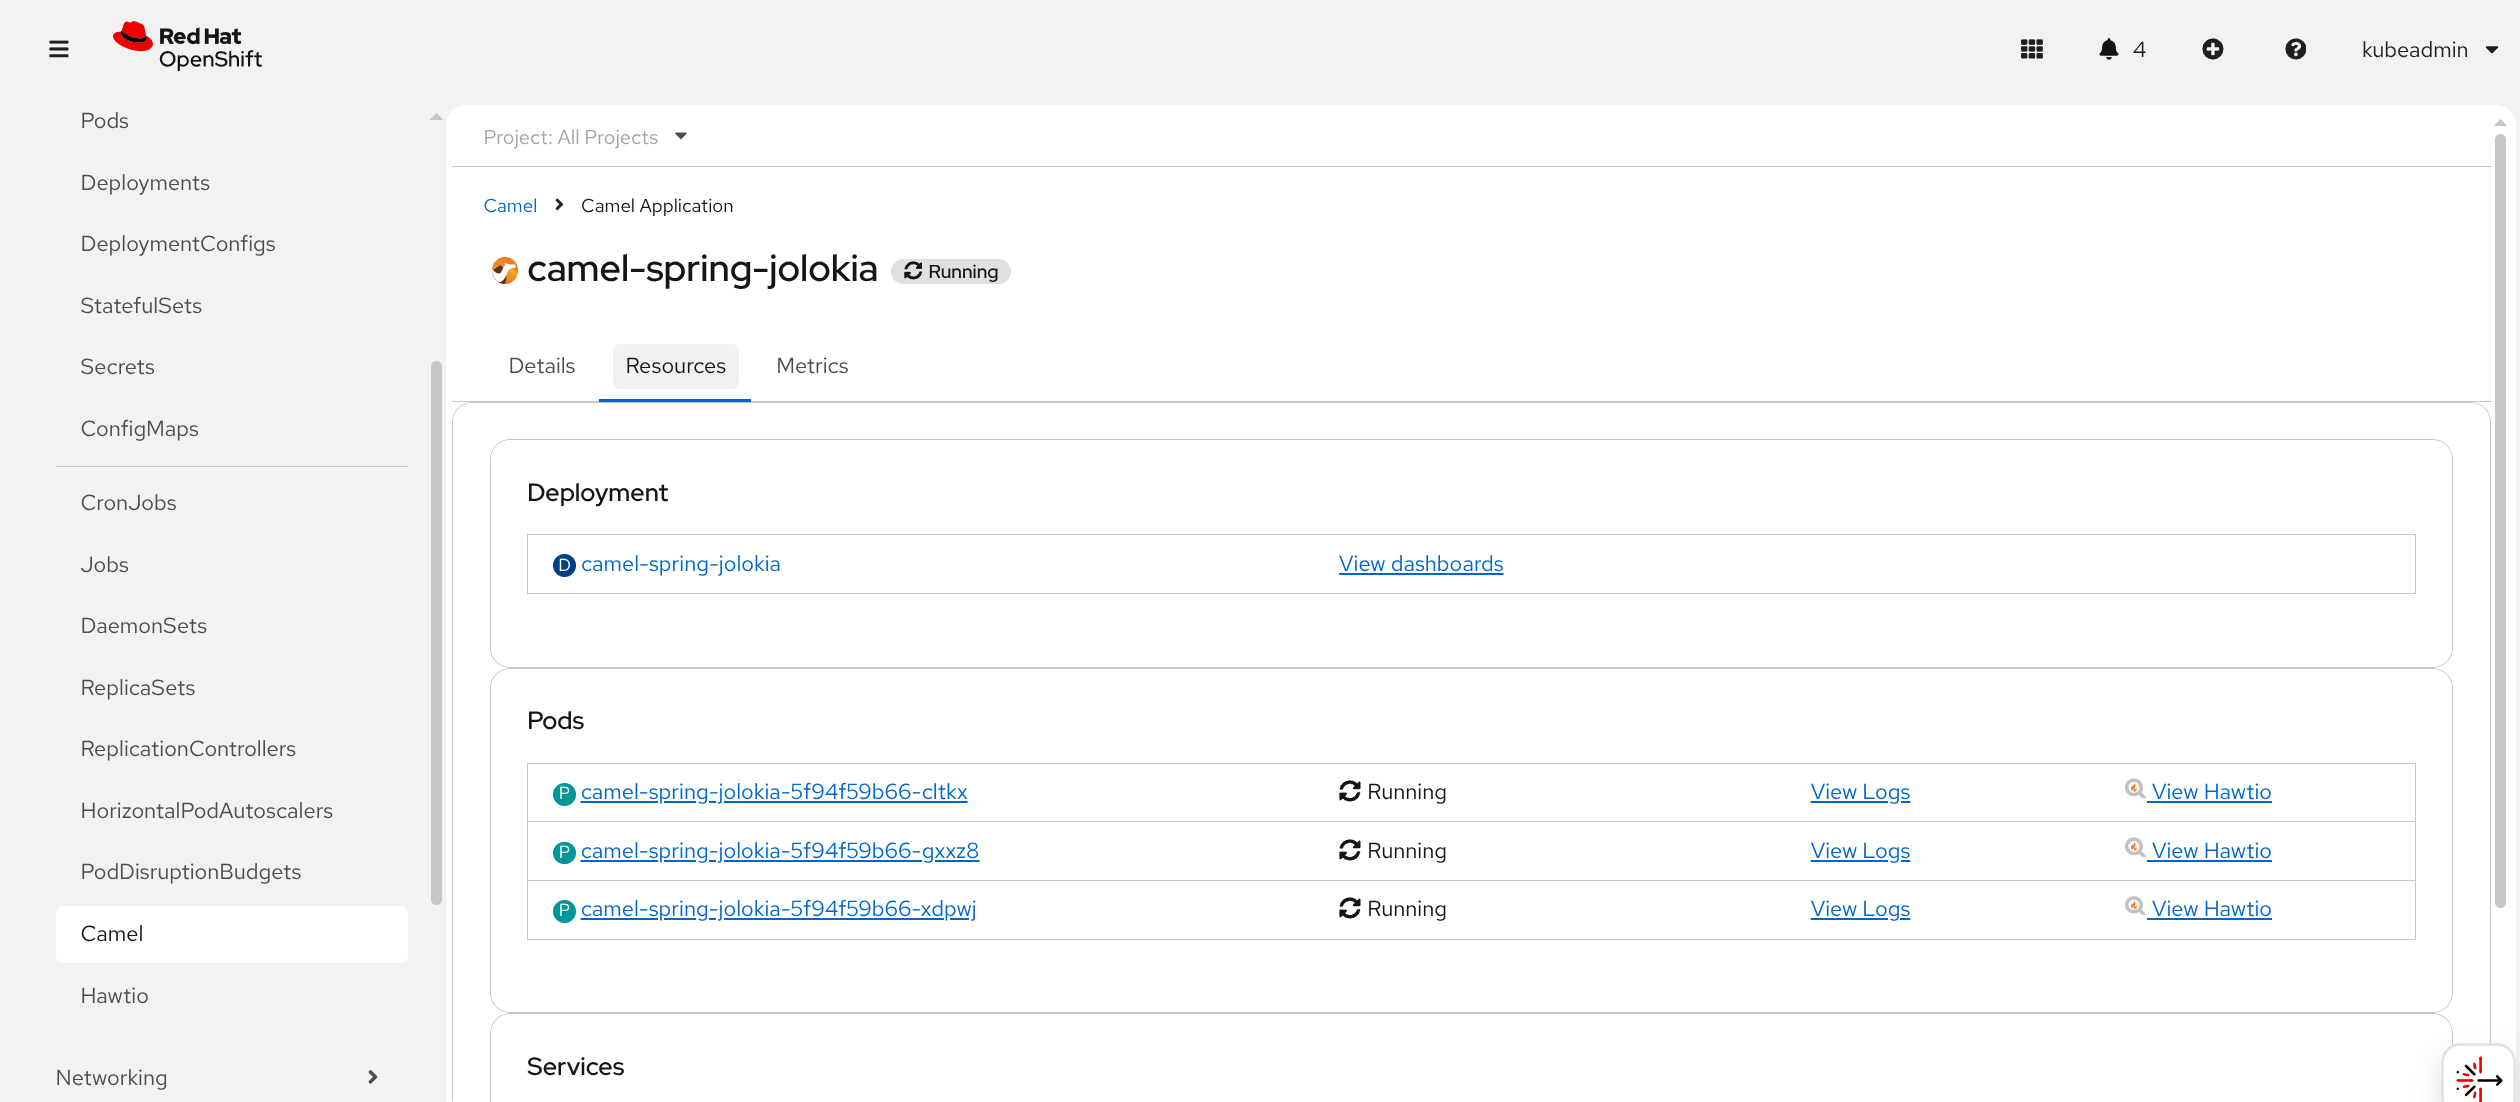 Red Hat
OpenShift
4
kubeadmin
Pods
Deployments
DeploymentConfigs
StatefulSets
Secrets
ConfigMaps
CronJobs
Jobs
DaemonSets
ReplicaSets
ReplicationControllers
HorizontalPodAutoscalers
PodDisruptionBudgets
Camel
Hawtio
Networking
Project: All Projects
Camel Camel Application
camel-spring-jolokia Running
Details Resources Metrics
Deployment
D camel-spring-jolokia View dashboards
Pods
P camel-spring-jolokia-5f94f59b66-cltkx Running View Logs View Hawtio
P camel-spring-jolokia-5f94f59b66-gxxz8 Running View Logs View Hawtio
P camel-spring-jolokia-5f94f59b66-xdpwj Running View Logs View Hawtio
Services